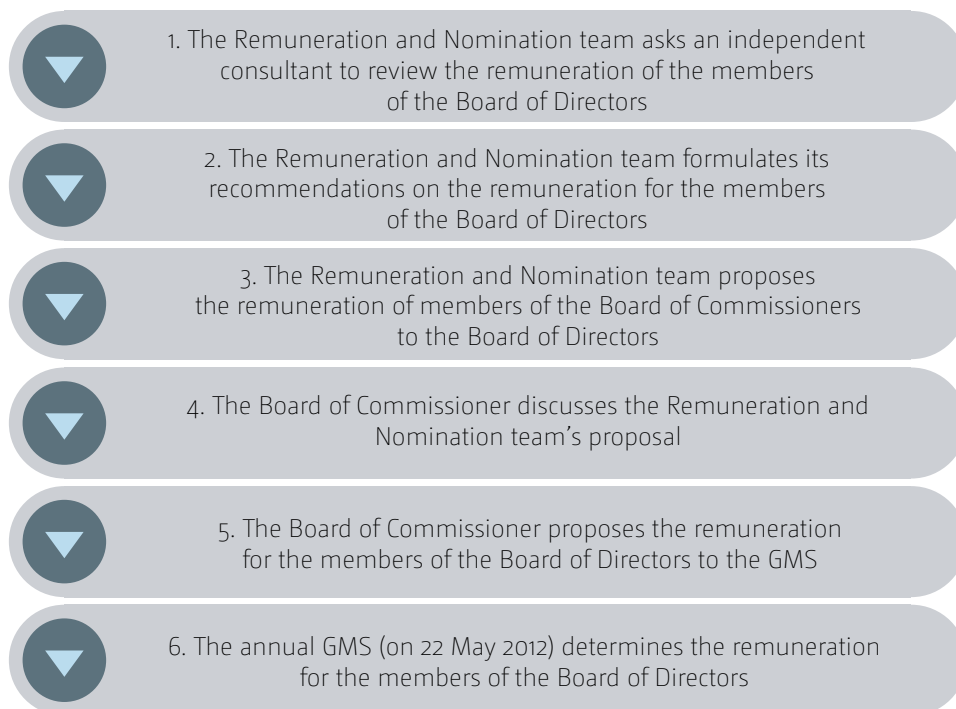 1. The Remuneration and Nomination team asks an independent
consultant to review the remuneration of the members
of the Board of Directors
2. The Remuneration and Nomination team formulates its
recommendations on the remuneration for the members
of the Board of Directors
3. The Remuneration and Nomination team proposes
the remuneration of members of the Board of Commissioners
to the Board of Directors
4. The Board of Commissioner discusses the Remuneration and
Nomination team’s proposal
5. The Board of Commissioner proposes the remuneration
for the members of the Board of Directors to the GMS
6. The annual GMS (on 22 May 2012) determines the remuneration
for the members of the Board of Directors